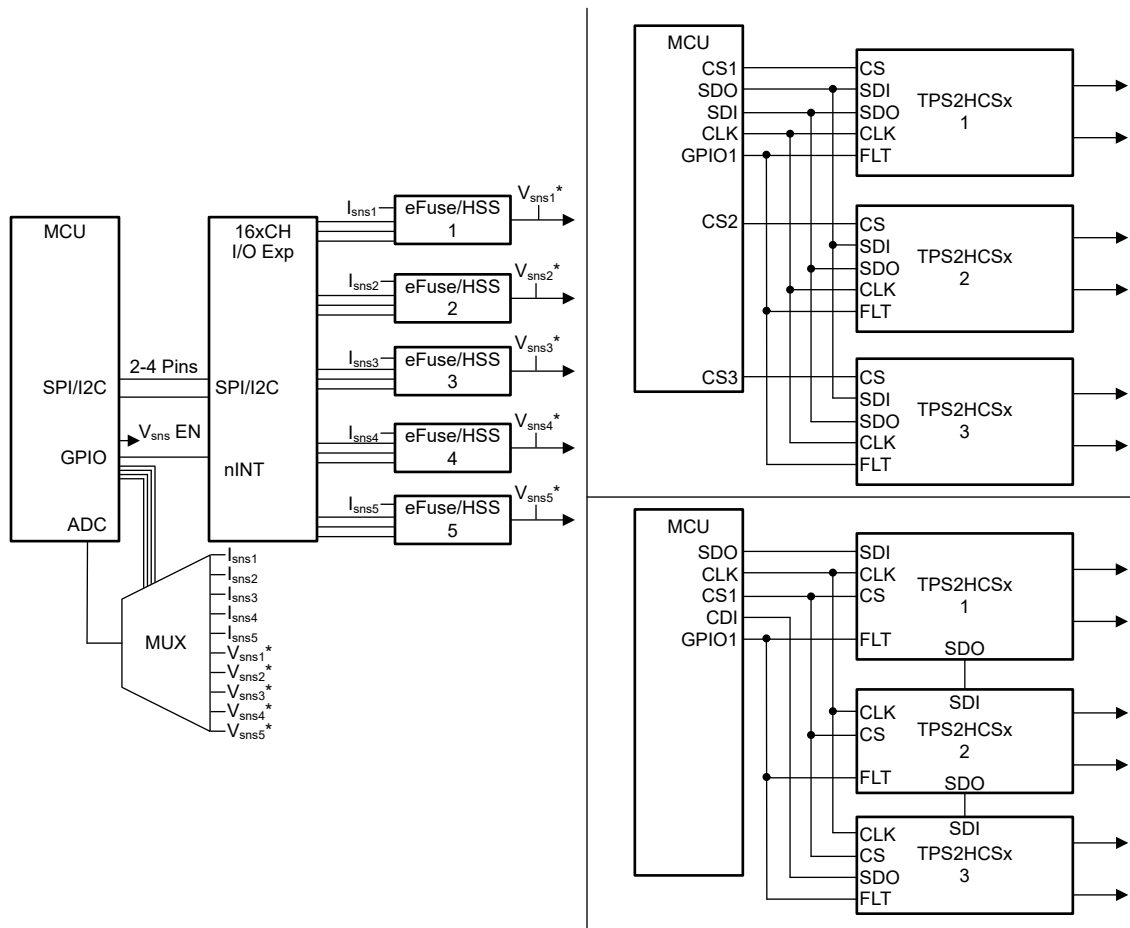 MCU
SPI/I2C
GPIO
ADC
2-4 Pins
Vsns EN
16xCH
I/O Exp
SPI/I2C
nINT
Isns1
eFuse/HSS
1
Vsns1*
Isns2
eFuse/HSS
2
Vsns2*
Isns3
eFuse/HSS
3
Vsns3*
Isns4
eFuse/HSS
4
Vsns4*
Isns5
eFuse/HSS
5
Vsns5*
MUX
Isns1
Isns2
Isns3
Isns4
Isns5
Vsns1*
Vsns2*
Vsns3*
Vsns4*
Vsns5*
MCU
CS1
SDO
SDI
CLK
GPIO1
CS2
CS3
CS
SDI
SDO
CLK
FLT
TPS2HCSx
1
CS
SDI
SDO
CLK
FLT
TPS2HCSx
2
CS
SDI
SDO
CLK
FLT
TPS2HCSx
3
MCU
SDO
CLK
CS1
CDI
GPIO1
SDI
CLK
CS
FLT
TPS2HCSx
1
SDO
SDI
CLK
CS
FLT
TPS2HCSx
2
SDO
SDI
CLK
CS
SDO
FLT
TPS2HCSx
3